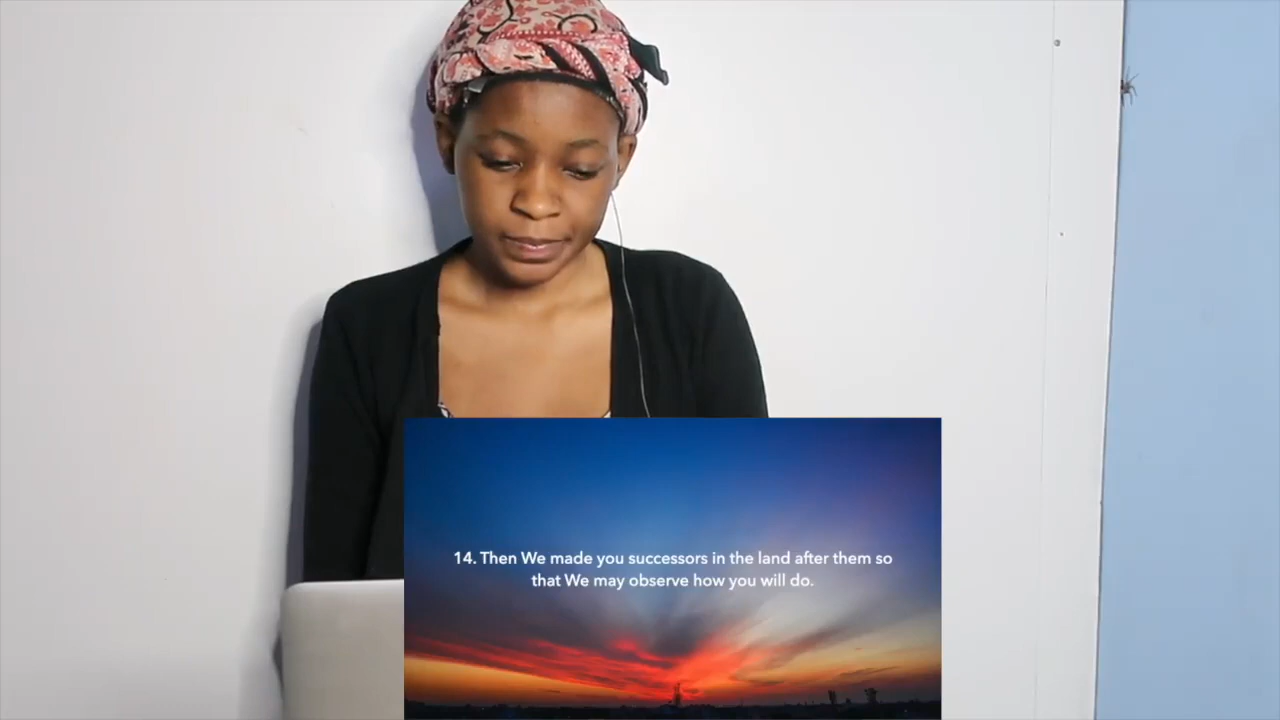 14. Then We made you successors in the land after them so
that We may observe how you will do.